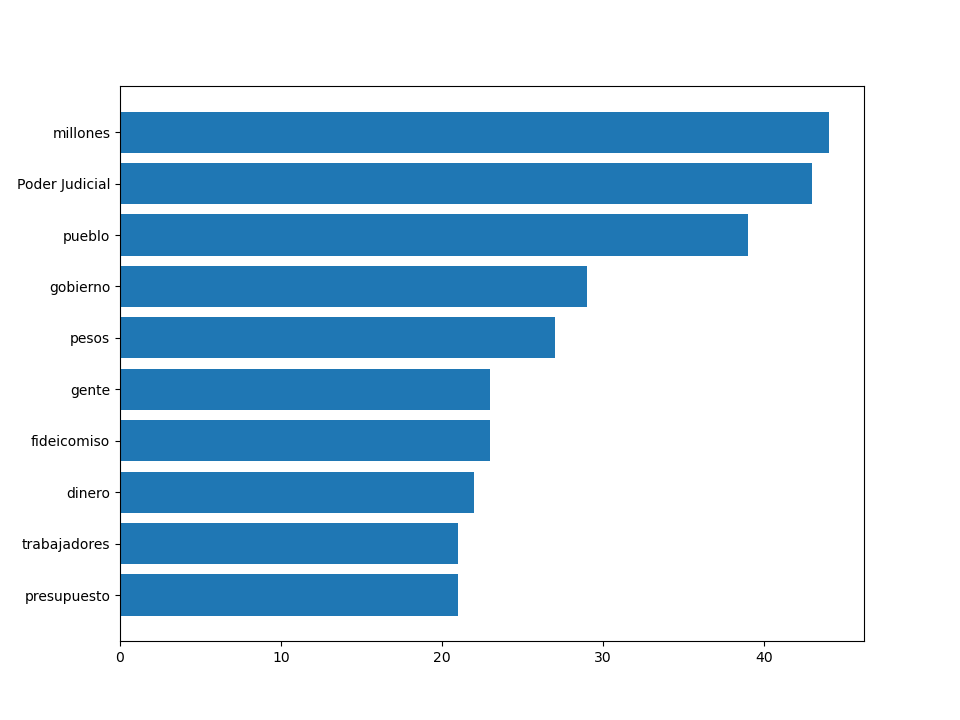 millones
Poder Judicial
pueblo
gobierno
pesos
gente
fideicomiso
dinero
trabajadores
presupuesto
0 10 20 30 40